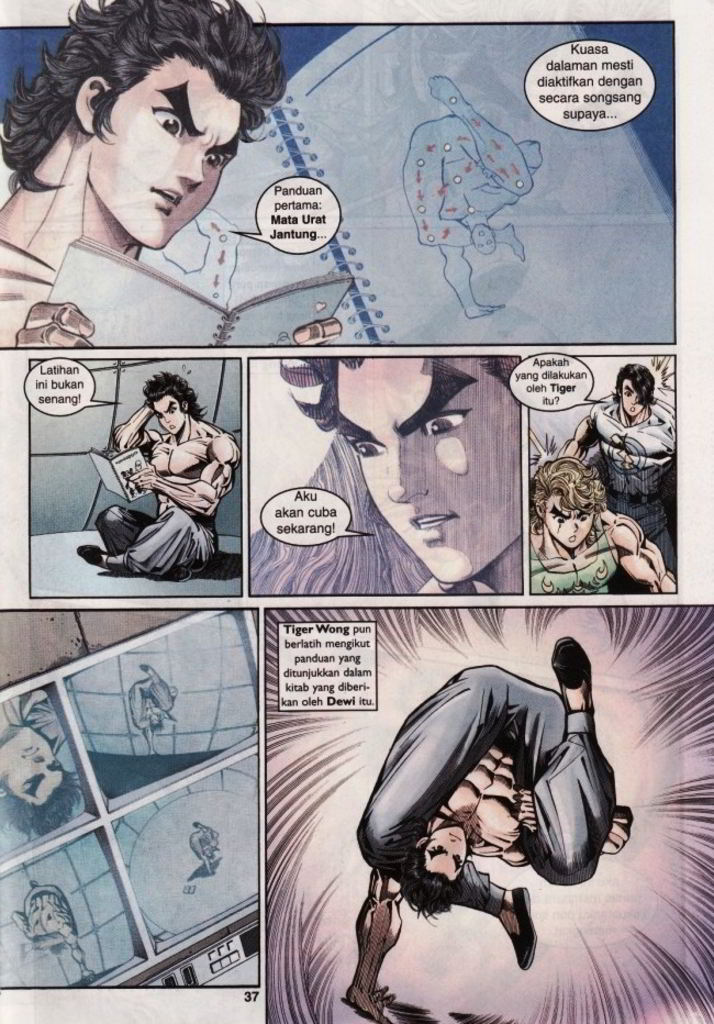 Kuasa
dalaman mesti
diaktifkan dengan
secara songsang
supaya...
Panduan
pertama:
Mata Urat
Jantung...
Latihan
ini bukan
senang!
Aku
akan cuba
sekarang!
Apakah
yang dilakukan
oleh Tiger
itu?
Tiger Wong pun
berlatih mengikut
panduan yang
ditunjukkan dalam
kitab yang diberi-
kan oleh Dewi itu.
37